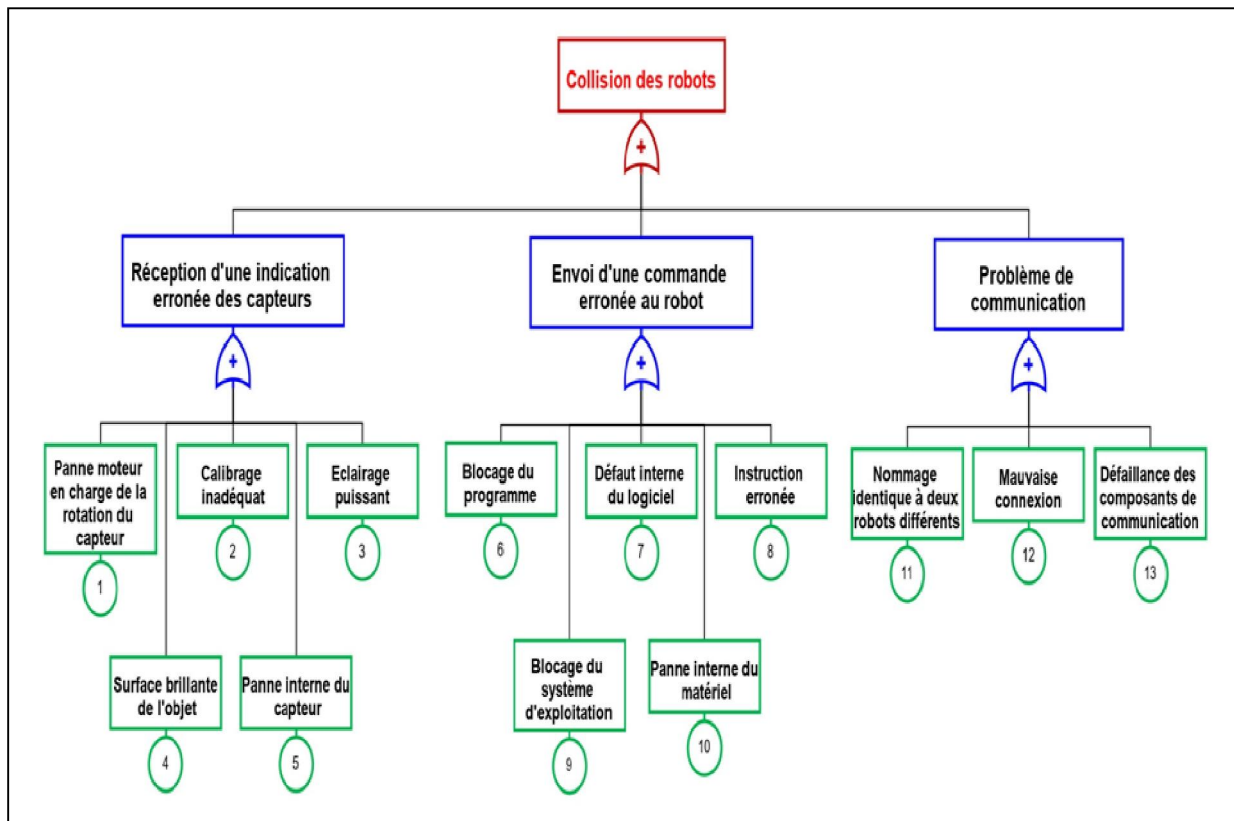 Collision des robots
+
Réception d'une indication
erronée des capteurs
Envoi d'une commande
erronée au robot
Problème de
communication
+
+
+
Panne moteur
en charge de la
rotation du
capteur
1
Calibrage
inadéquat
2
Eclairage
puissant
3
Blocage du
programme
6
Défaut interne
du logiciel
7
Instruction
erronée
8
Nommage
identique à deux
robots différents
11
Mauvaise
connexion
12
Défaillance des
composants de
communication
13
Surface brillante
de l'objet
4
Panne interne du
capteur
5
Blocage du
système
d'exploitation
9
Panne interne du
matériel
10